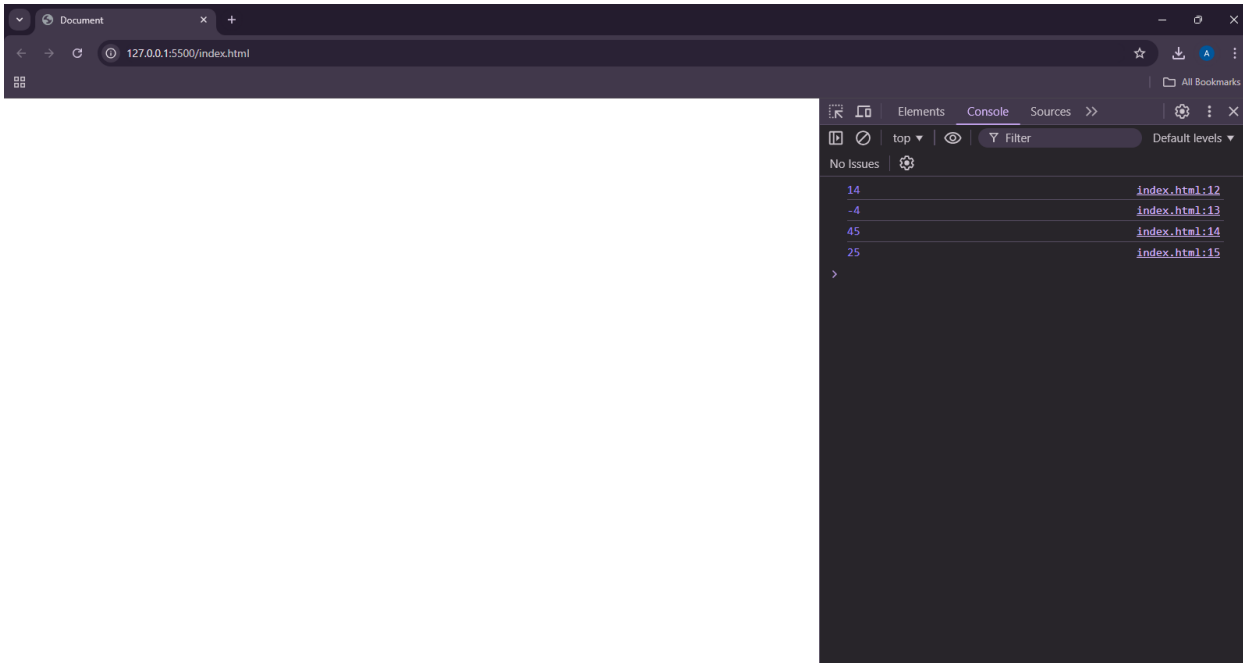 Document
127.0.0.1:5500/index.html
A
All Bookmarks
Elements Console Sources
top Filter Default levels
No Issues
14 index.html:12
-4 index.html:13
45 index.html:14
25 index.html:15